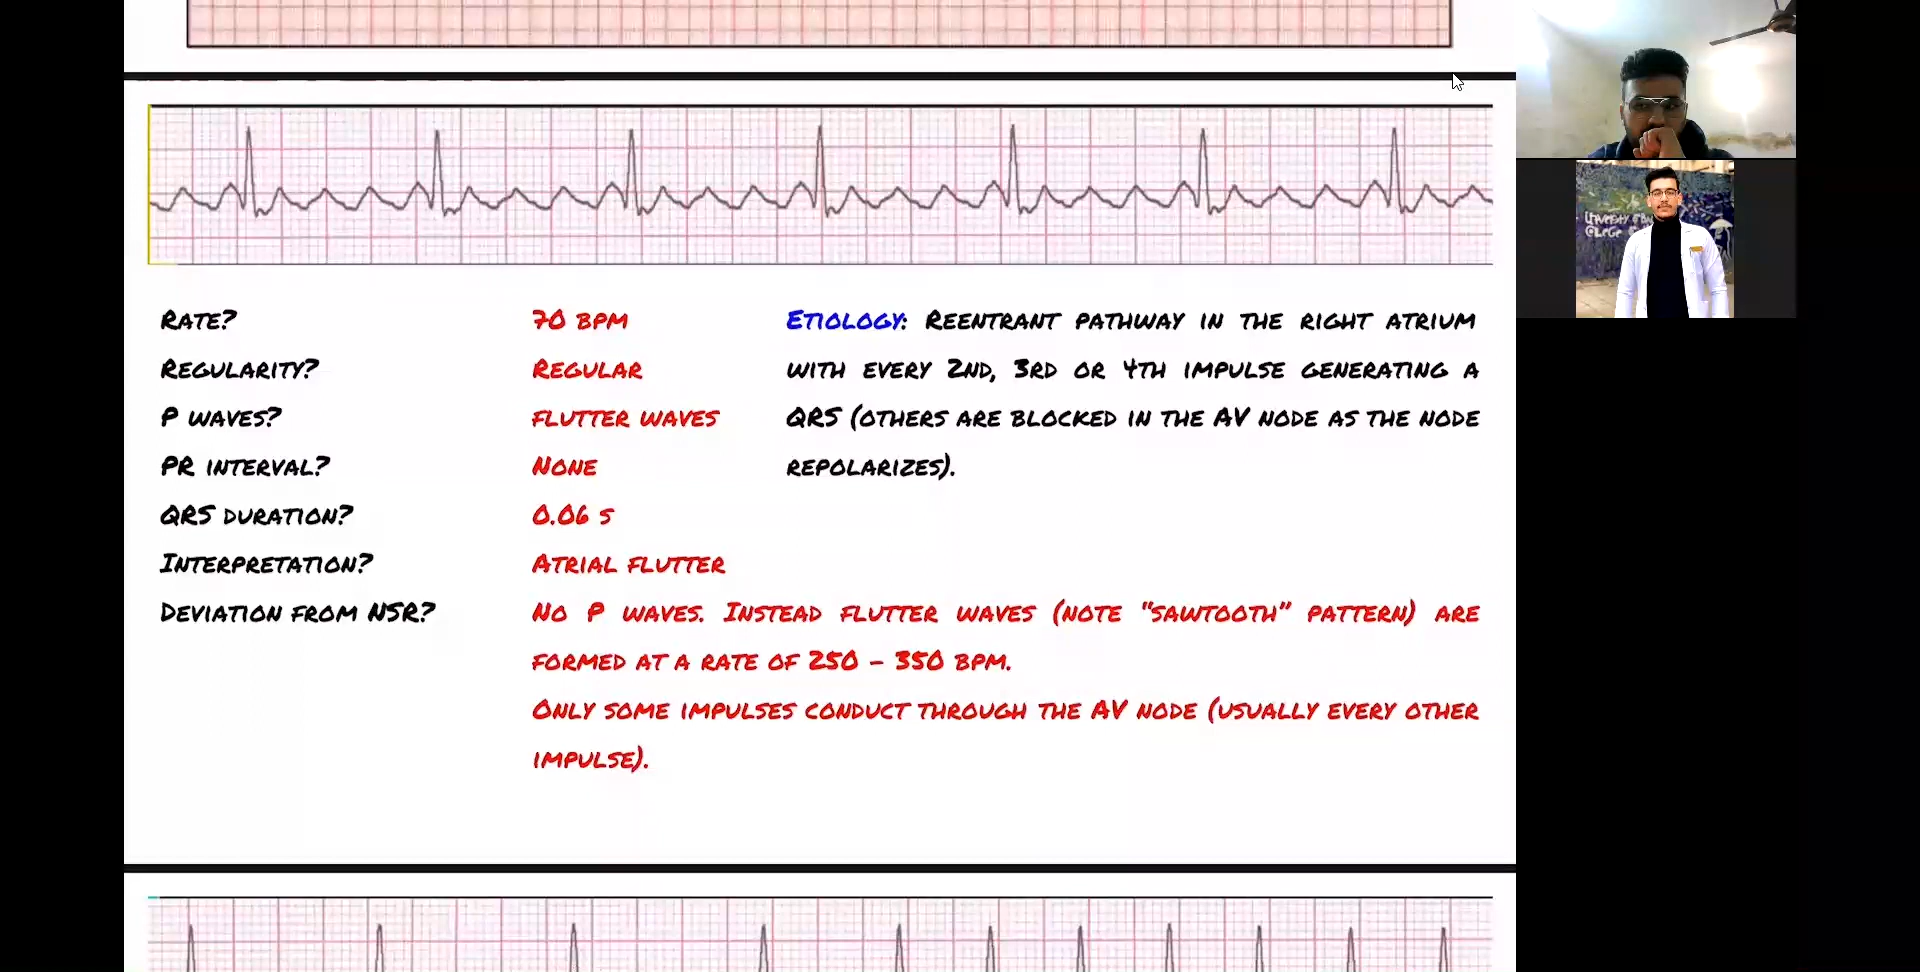 Rate? 70 bpm Etiology: Reentrant pathway in the right atrium
Regularity? Regular with every 2nd, 3rd or 4th impulse generating a
P waves? flutter waves QRS (others are blocked in the AV node as the node
PR interval? None repolarizes).
QRS duration? 0.06 s
Interpretation? Atrial flutter
Deviation from NSR? No P waves. Instead flutter waves (note "sawtooth" pattern) are
formed at a rate of 250 – 350 bpm.
Only some impulses conduct through the AV node (usually every other
impulse).